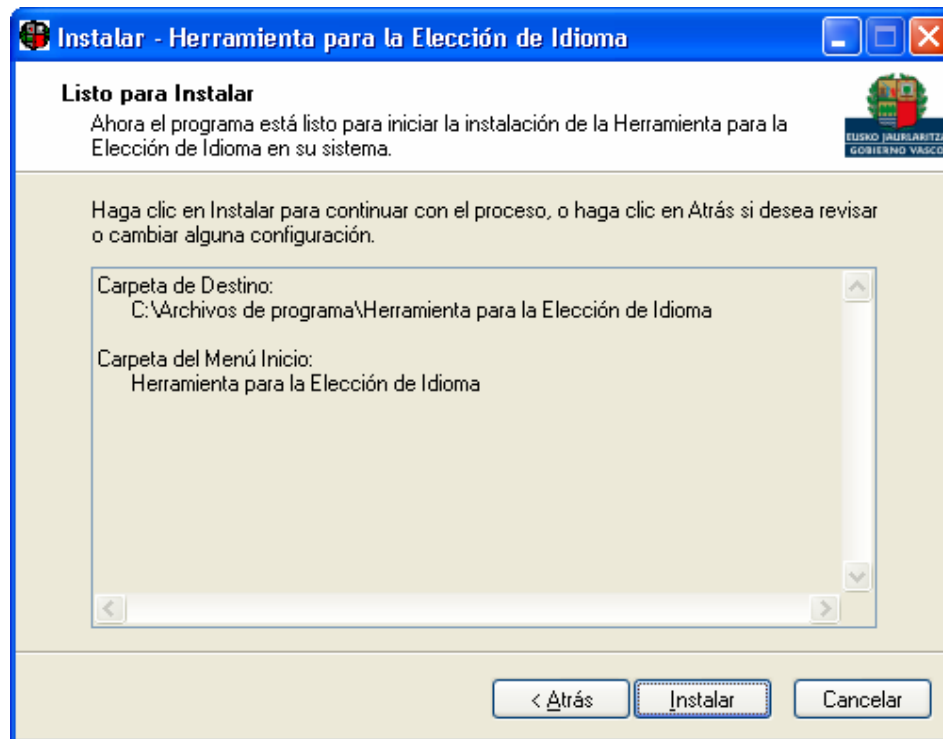 Instalar - Herramienta para la Elección de Idioma
Listo para Instalar
Ahora el programa está listo para iniciar la instalación de la Herramienta para la
Elección de Idioma en su sistema.
EUSKO JAURLARITZA
GOBIERNO VASCO
Haga clic en Instalar para continuar con el proceso, o haga clic en Atrás si desea revisar
o cambiar alguna configuración.
Carpeta de Destino:
C:\Archivos de programa\Herramienta para la Elección de Idioma
Carpeta del Menú Inicio:
Herramienta para la Elección de Idioma
< Atrás
Instalar
Cancelar